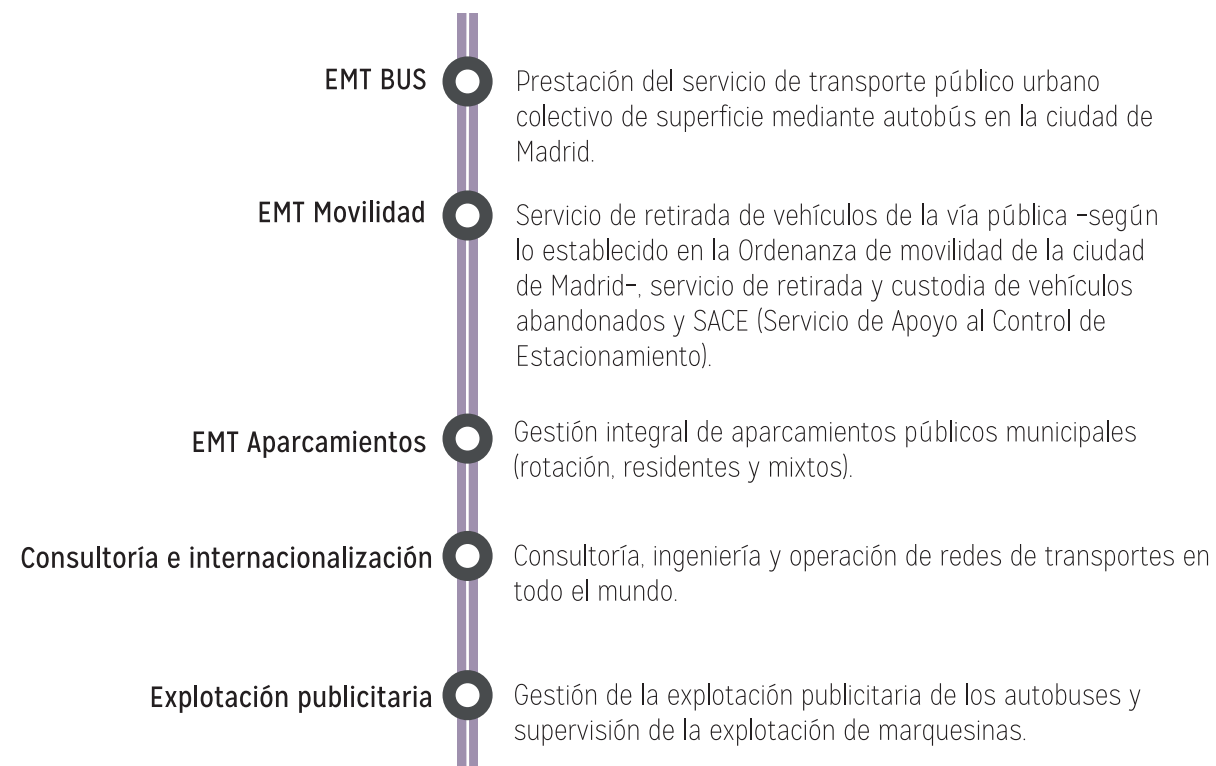 EMT BUS
Prestación del servicio de transporte público urbano
colectivo de superficie mediante autobús en la ciudad de
Madrid.
EMT Movilidad
Servicio de retirada de vehículos de la vía pública -según
lo establecido en la Ordenanza de movilidad de la ciudad
de Madrid-, servicio de retirada y custodia de vehículos
abandonados y SACE (Servicio de Apoyo al Control de
Estacionamiento).
EMT Aparcamientos
Gestión integral de aparcamientos públicos municipales
(rotación, residentes y mixtos).
Consultoría e internacionalización
Consultoría, ingeniería y operación de redes de transportes en
todo el mundo.
Explotación publicitaria
Gestión de la explotación publicitaria de los autobuses y
supervisión de la explotación de marquesinas.